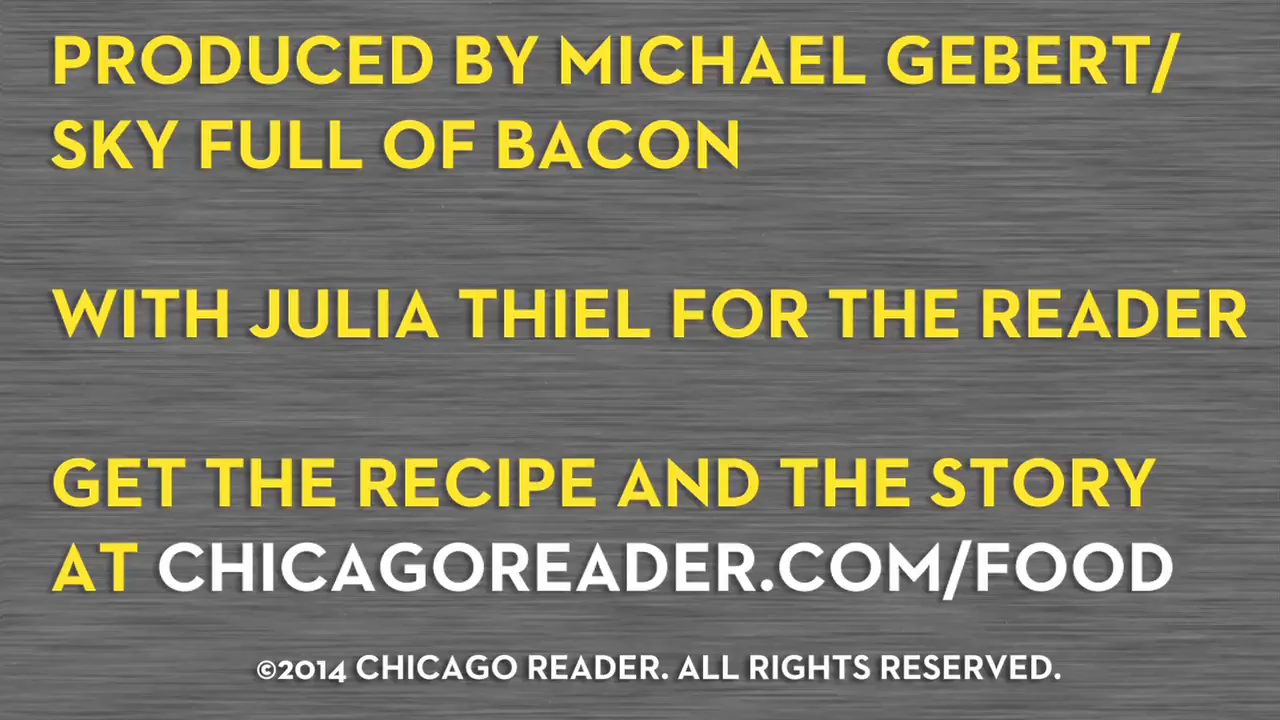 PRODUCED BY MICHAEL GEBERT/
SKY FULL OF BACON
WITH JULIA THIEL FOR THE READER
GET THE RECIPE AND THE STORY
AT CHICAGOREADER.COM/FOOD
©2014 CHICAGO READER. ALL RIGHTS RESERVED.